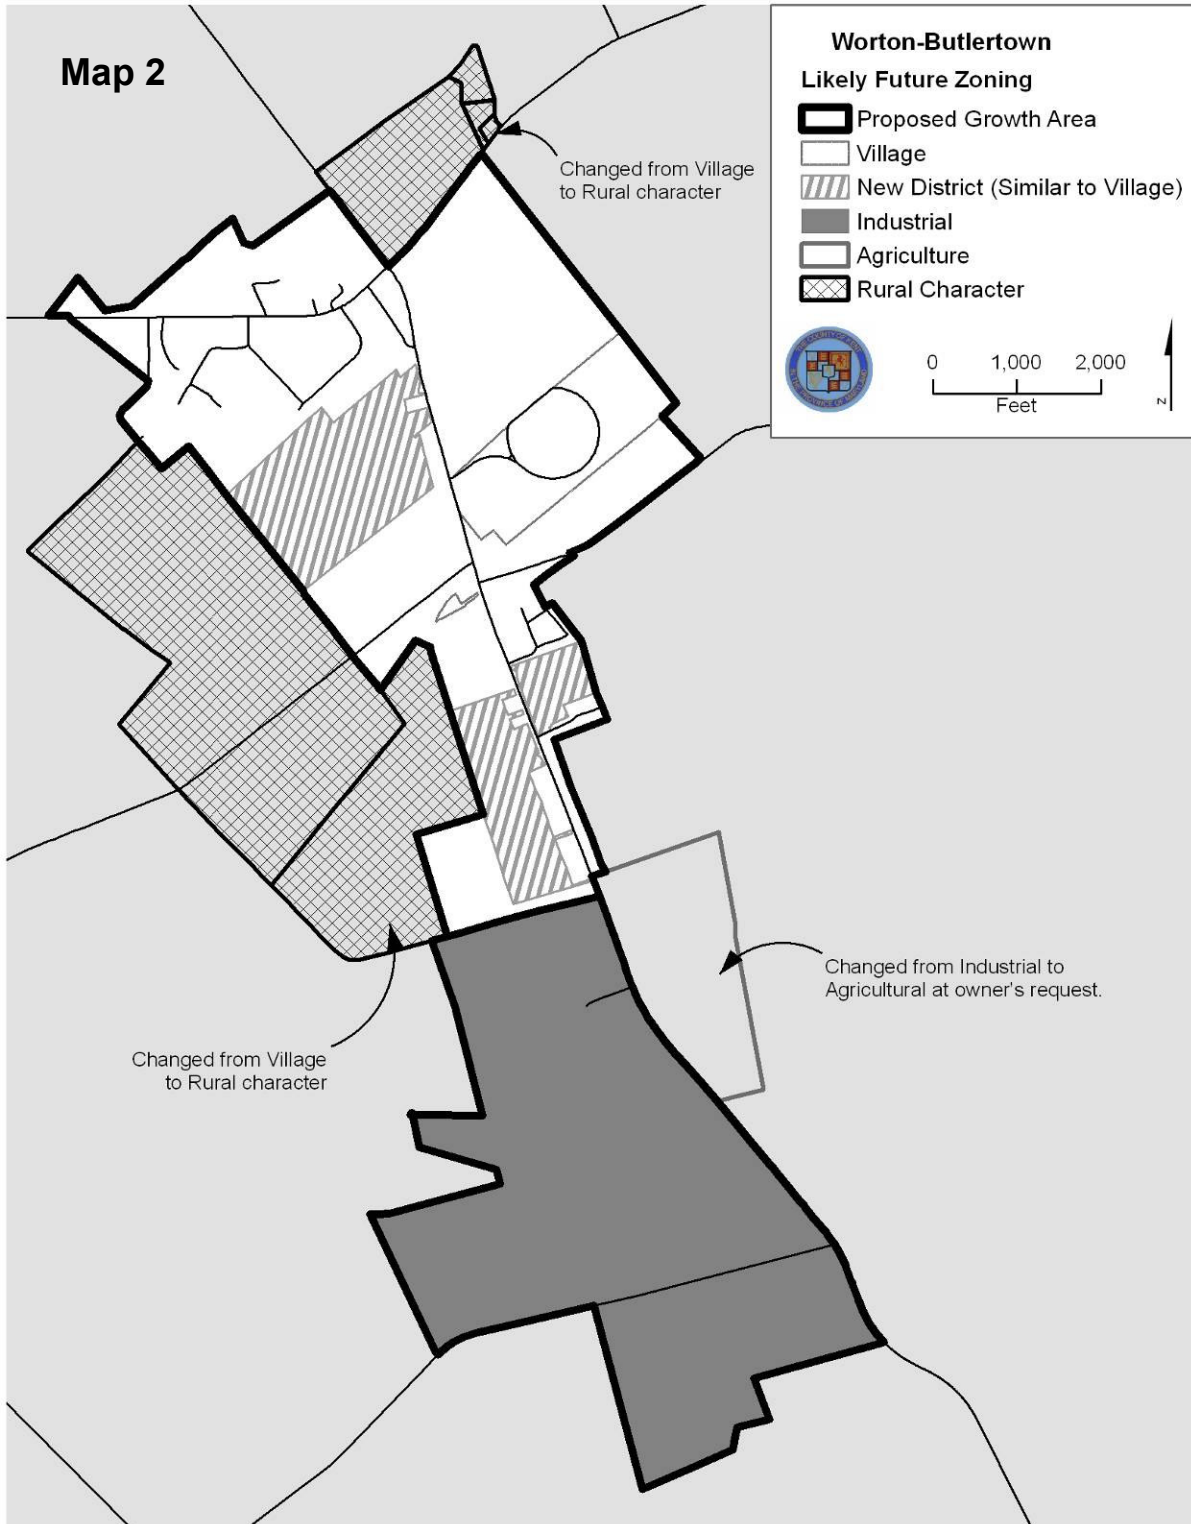 Map 2
Worton-Butlertown
Likely Future Zoning
Proposed Growth Area
Village
New District (Similar to Village)
Industrial
Agriculture
Rural Character
0 1,000 2,000
Feet
N
Changed from Village
to Rural character
Changed from Industrial to
Agricultural at owner's request.
Changed from Village
to Rural character